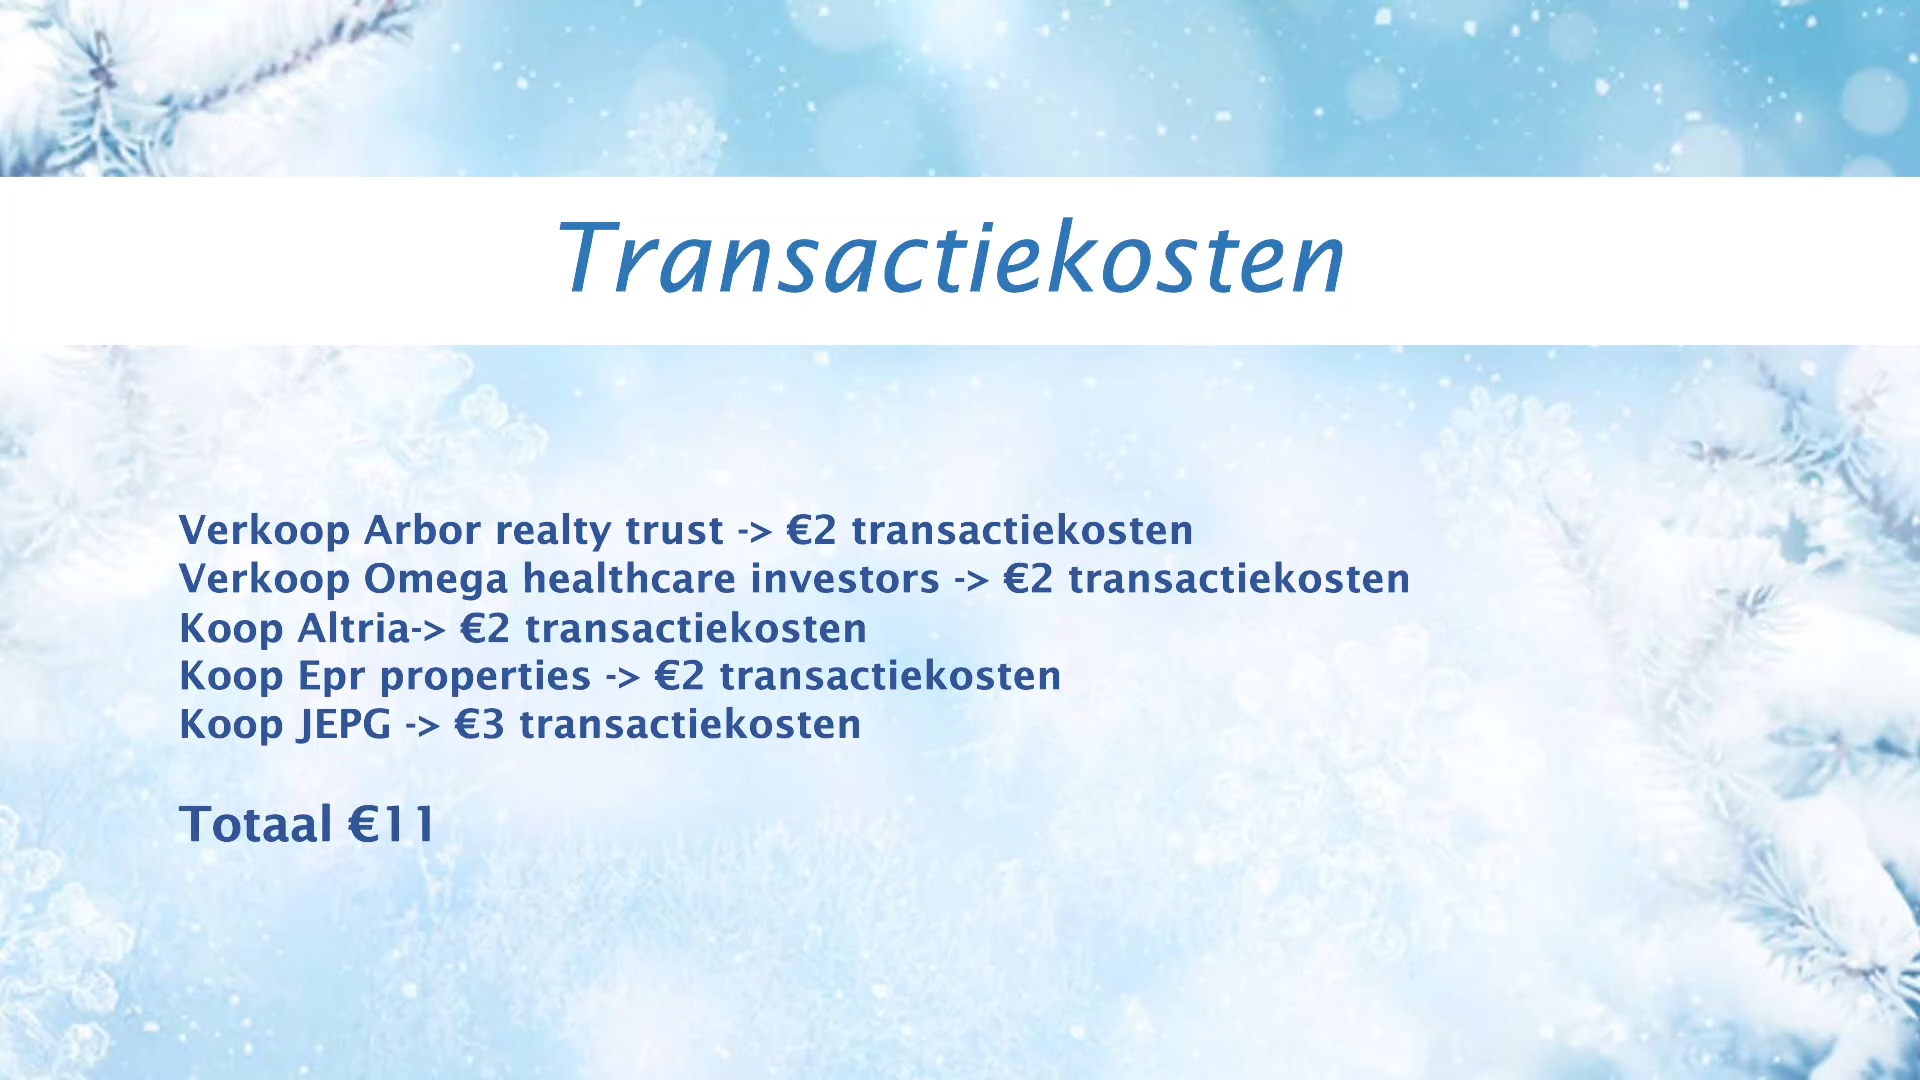 Transactiekosten
Verkoop Arbor realty trust -> €2 transactiekosten
Verkoop Omega healthcare investors -> €2 transactiekosten
Koop Altria-> €2 transactiekosten
Koop Epr properties -> €2 transactiekosten
Koop JEPG -> €3 transactiekosten
Totaal €11